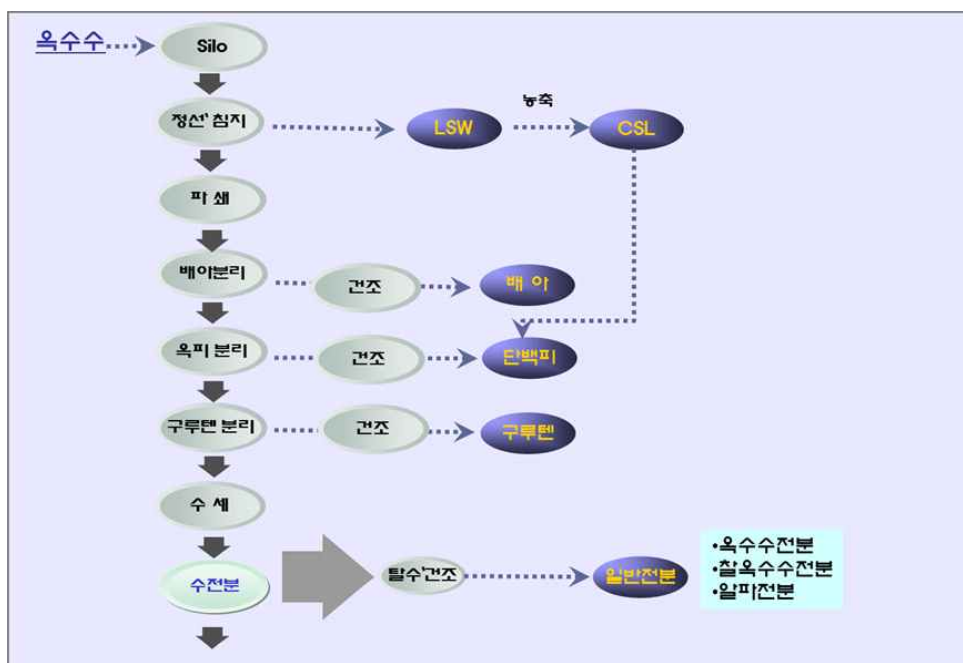 옥수수
Silo
농축
정선' 침지
LSW
CSL
파 쇄
배아분리
건조
배 아
옥피 분리
건조
단백피
구루텐 분리
건조
구루텐
수 세
수전분
탈수'건조
일반전분
•옥수수전분
•찰옥수수전분
•알파전분